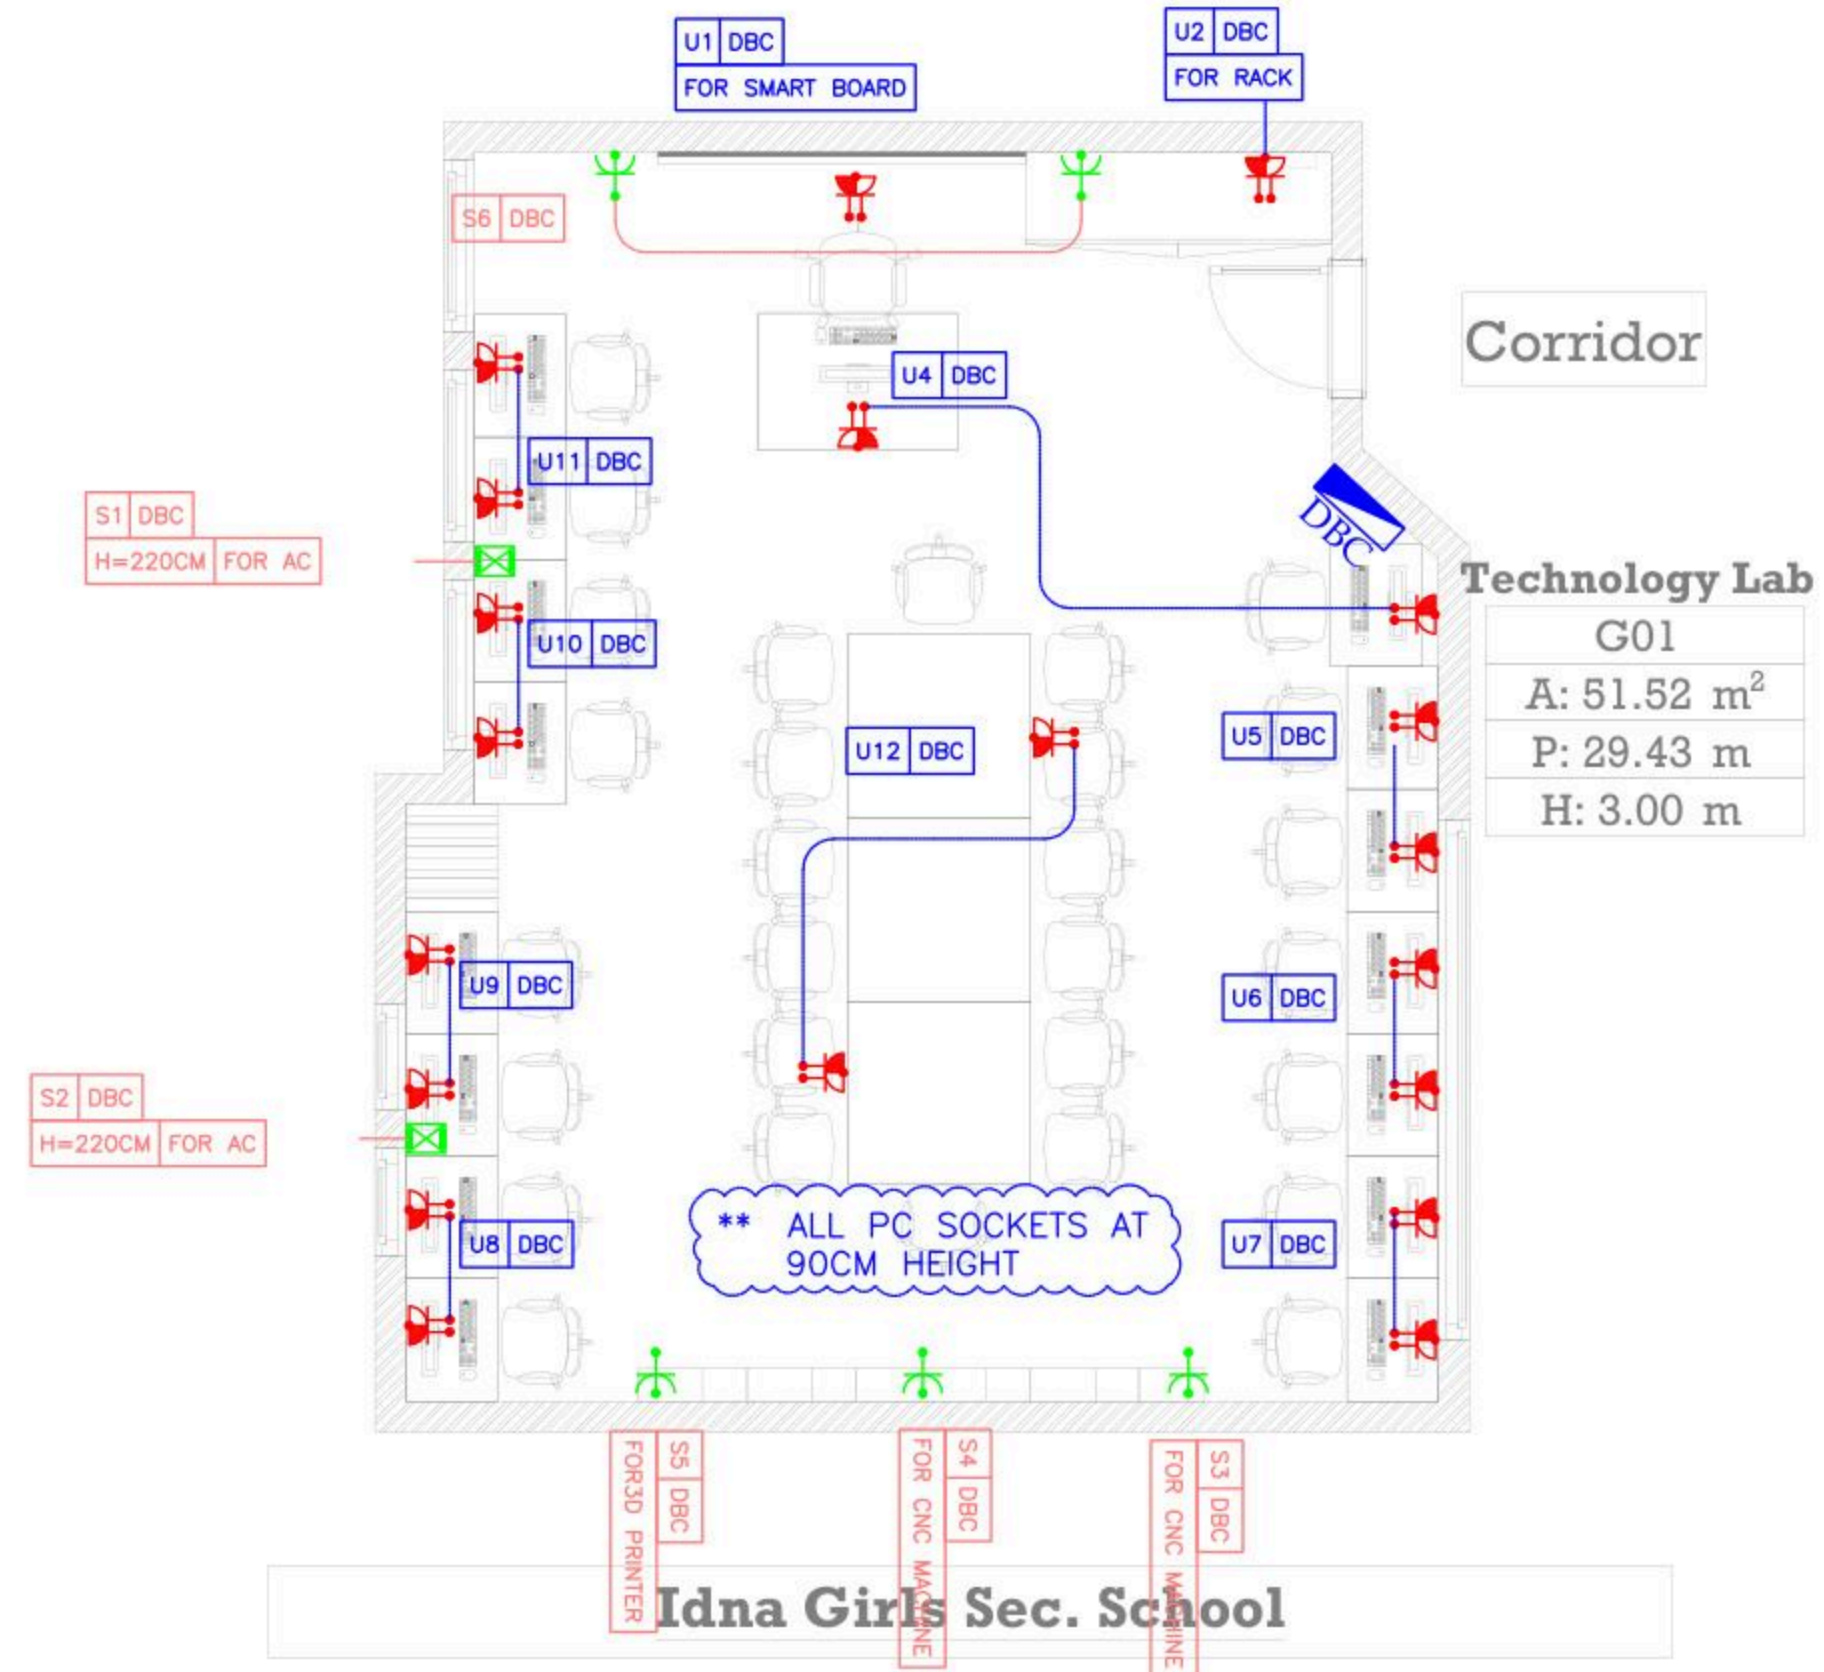 U1 DBC
FOR SMART BOARD
U2 DBC
FOR RACK
S6 DBC
U4 DBC
Corridor
U11 DBC
S1 DBC
H=220CM FOR AC
DBC
Technology Lab
G01
A: 51.52 m²
P: 29.43 m
H: 3.00 m
U10 DBC
U12 DBC
U5 DBC
U9 DBC
U6 DBC
S2 DBC
H=220CM FOR AC
U8 DBC
** ALL PC SOCKETS AT
90CM HEIGHT
U7 DBC
S5 DBC
FOR3D PRINTER
S4 DBC
FOR CNC MACHINE
S3 DBC
FOR CNC MACHINE
Idna Girls Sec. School